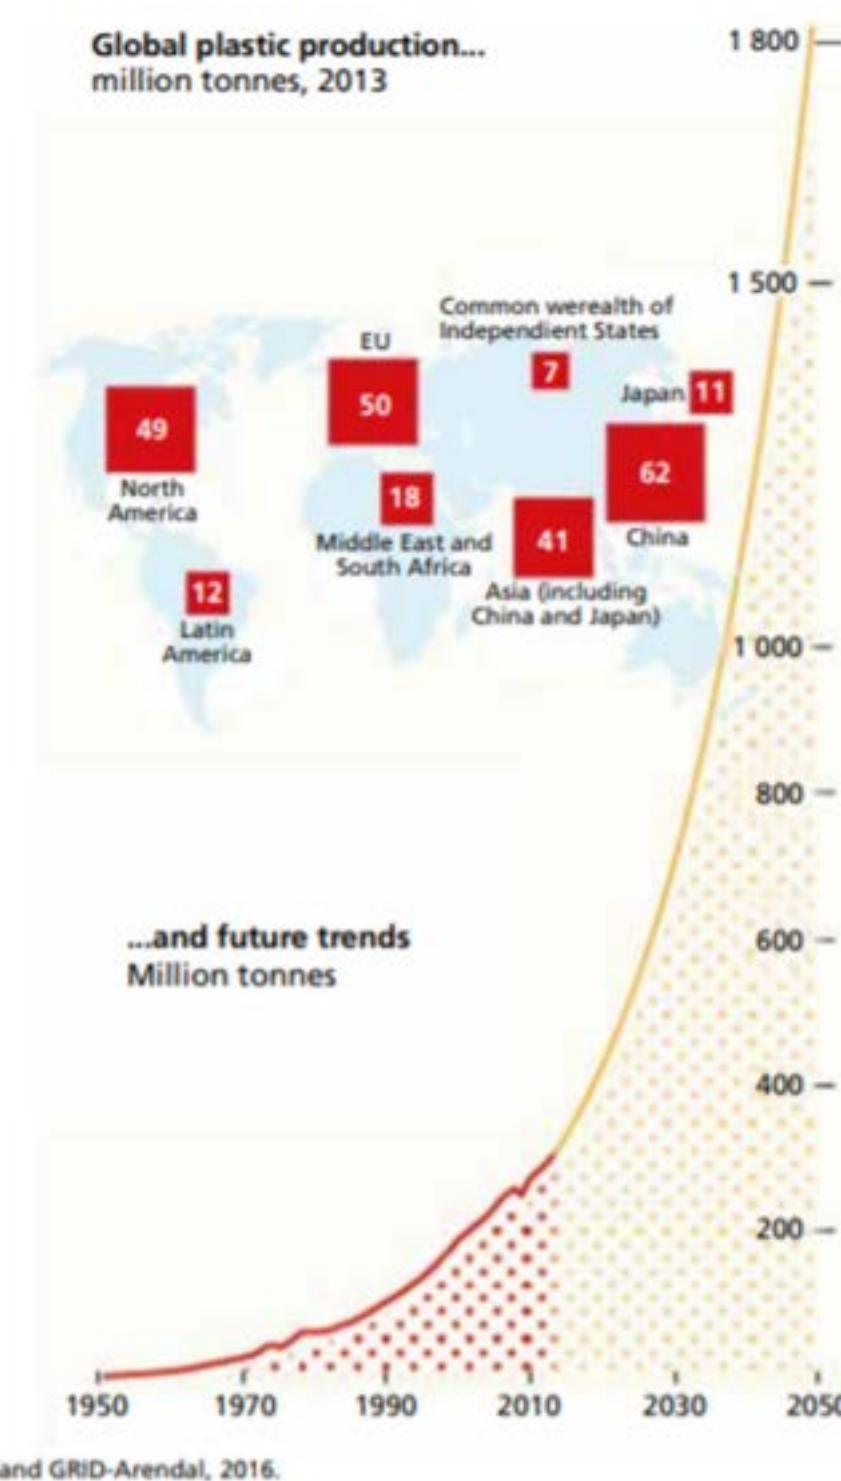 Global plastic production...
million tonnes, 2013
1 800
1 500
Common werealth of
Independient States
7
EU
50
Japan 11
49
North
America
62
China
18
Middle East and
South Africa
41
Asia (including
China and Japan)
12
Latin
America
1 000
800
...and future trends
Million tonnes
600
400
200
1950 1970 1990 2010 2030 2050
and GRID-Arendal, 2016.